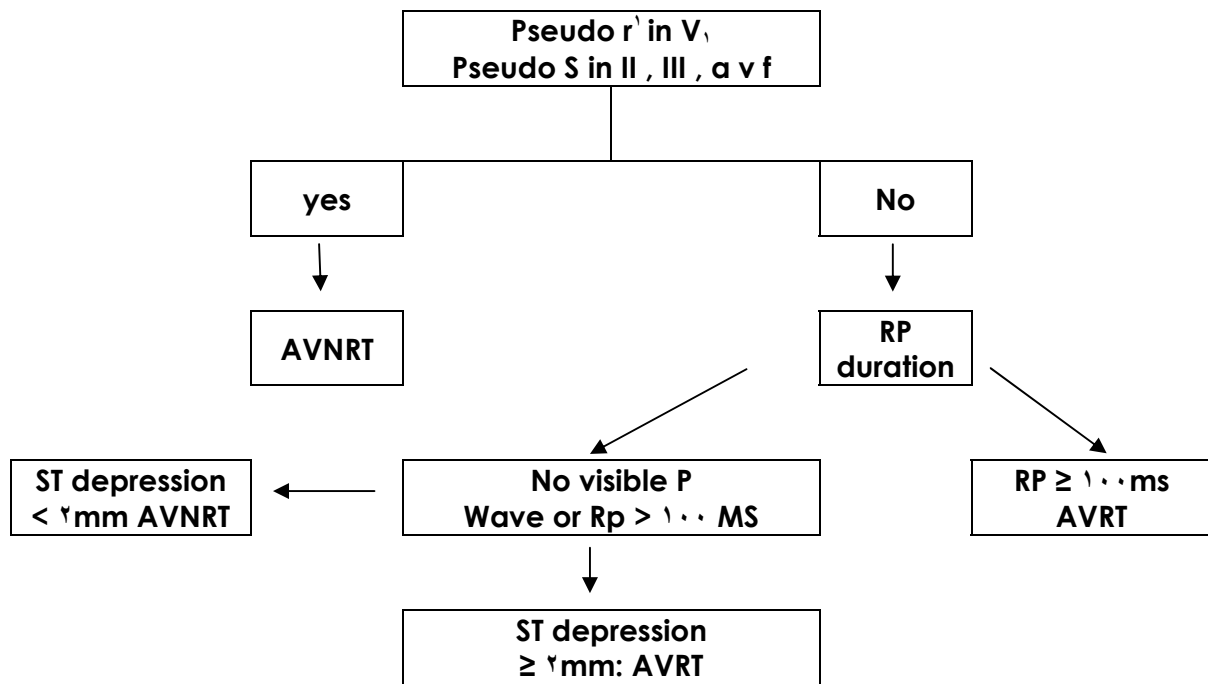 Pseudo r' in V١
Pseudo S in II , III , a v f
yes
No
AVNRT
RP
duration
ST depression
< ٢mm AVNRT
No visible P
Wave or Rp > ١٠٠ MS
RP ≥ ١٠٠ms
AVRT
ST depression
≥ ٢mm: AVRT